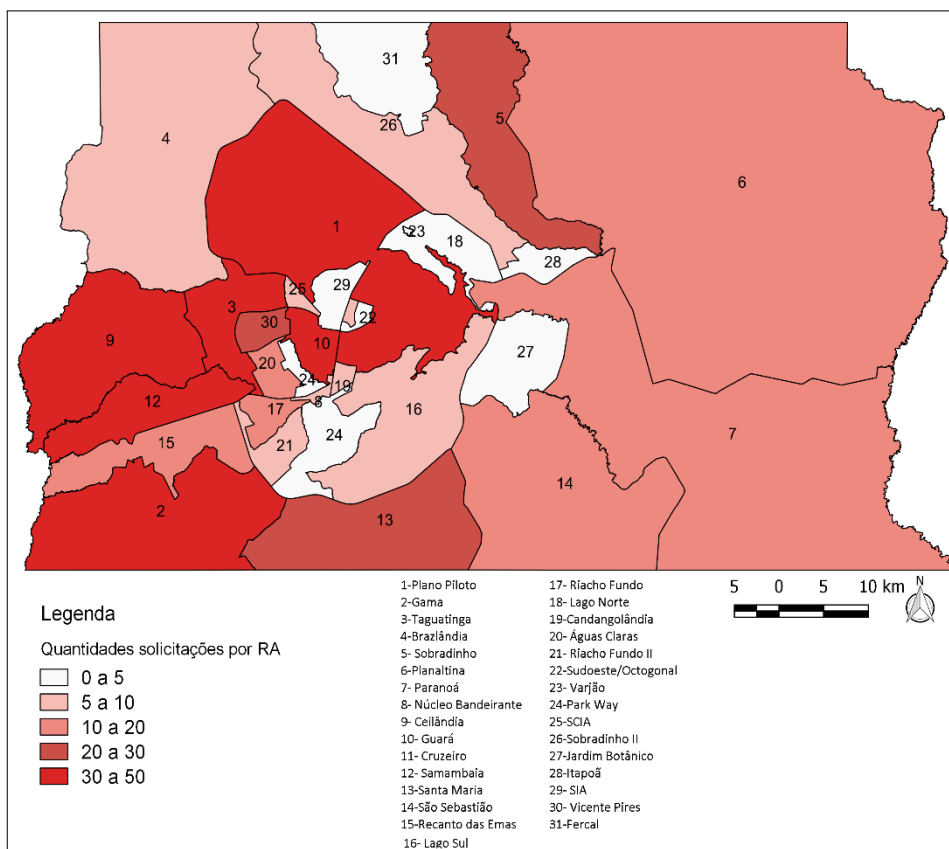 31
26
5
4
6
1
23
18
28
25
29
3
22
9
30
10
27
20
24
19
12
8
16
17
15
21
24
7
14
2
13
5 0 5 10 km
N
Legenda
Quantidades solicitações por RA
0 a 5
5 a 10
10 a 20
20 a 30
30 a 50
1-Plano Piloto
2-Gama
3-Taguatinga
4-Brazlândia
5- Sobradinho
6-Planaltina
7- Paranoá
8- Núcleo Bandeirante
9- Ceilândia
10- Guará
11- Cruzeiro
12- Samambaia
13-Santa Maria
14-São Sebastião
15-Recanto das Emas
16- Lago Sul
17- Riacho Fundo
18- Lago Norte
19-Candangolândia
20- Águas Claras
21- Riacho Fundo II
22-Sudoeste/Octogonal
23- Varjão
24-Park Way
25-SCIA
26-Sobradinho II
27-Jardim Botânico
28-Itapoã
29- SIA
30- Vicente Pires
31-Fercal